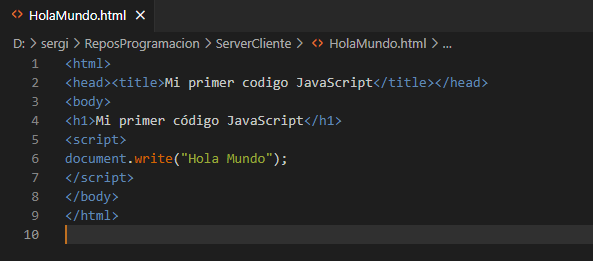 HolaMundo.html
D: > sergi > ReposProgramacion > ServerCliente > HolaMundo.html > ...
1 <html>
2 <head><title>Mi primer codigo JavaScript</title></head>
3 <body>
4 <h1>Mi primer código JavaScript</h1>
5 <script>
6 document.write("Hola Mundo");
7 </script>
8 </body>
9 </html>
10